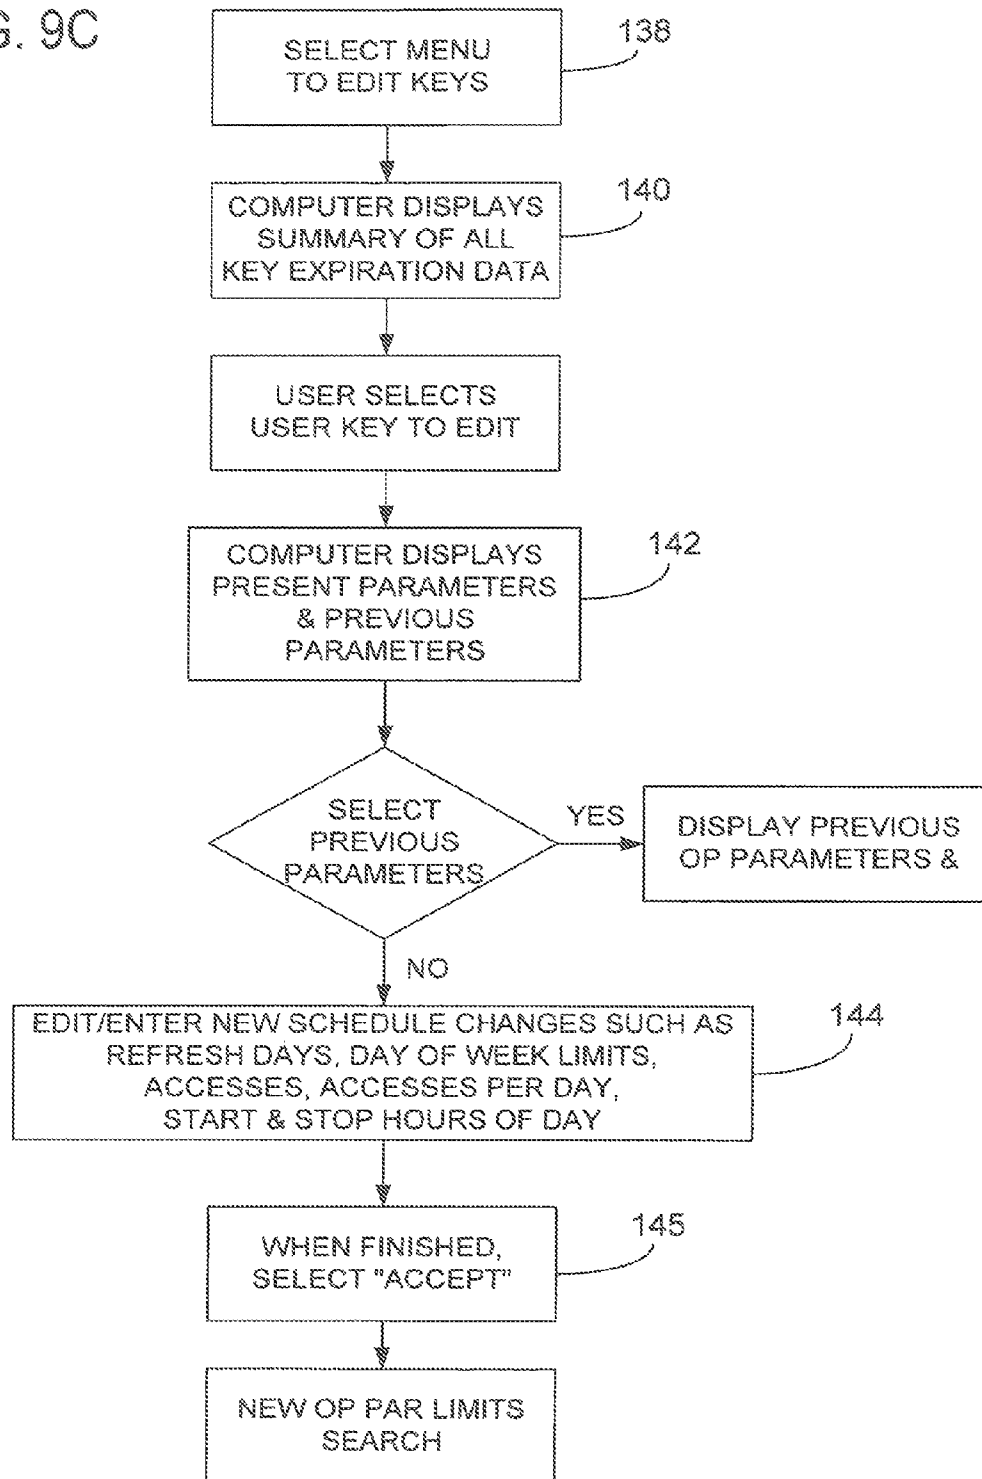 G. 9C
SELECT MENU
TO EDIT KEYS
138
COMPUTER DISPLAYS
SUMMARY OF ALL
KEY EXPIRATION DATA
140
USER SELECTS
USER KEY TO EDIT
COMPUTER DISPLAYS
PRESENT PARAMETERS
& PREVIOUS
PARAMETERS
142
SELECT
PREVIOUS
PARAMETERS
YES
DISPLAY PREVIOUS
OP PARAMETERS &
NO
EDIT/ENTER NEW SCHEDULE CHANGES SUCH AS
REFRESH DAYS, DAY OF WEEK LIMITS,
ACCESSES, ACCESSES PER DAY,
START & STOP HOURS OF DAY
144
WHEN FINISHED,
SELECT "ACCEPT"
145
NEW OP PAR LIMITS
SEARCH